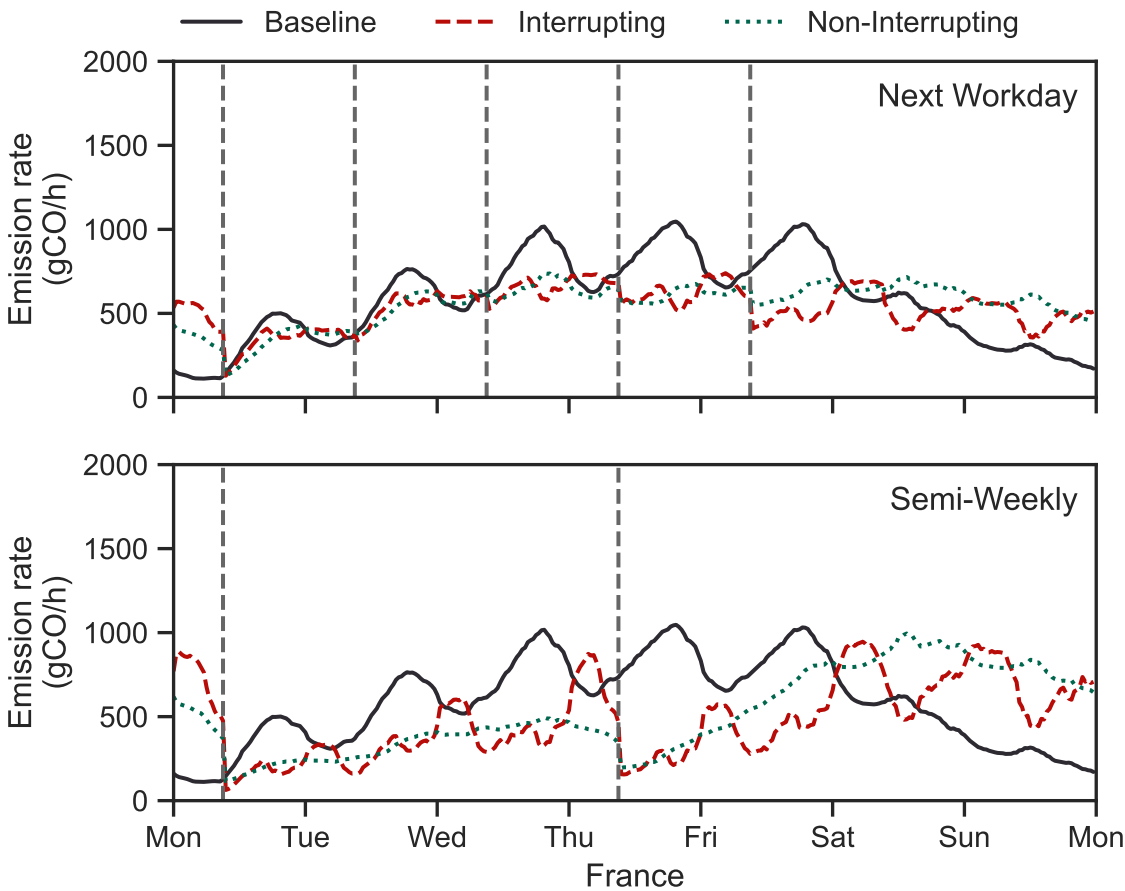 Baseline Interrupting Non-Interrupting
2000
Next Workday
1500
1000
500
0
Emission rate
(gCO/h)
2000
Semi-Weekly
1500
1000
500
0
Emission rate
(gCO/h)
Mon Tue Wed Thu Fri Sat Sun Mon
France